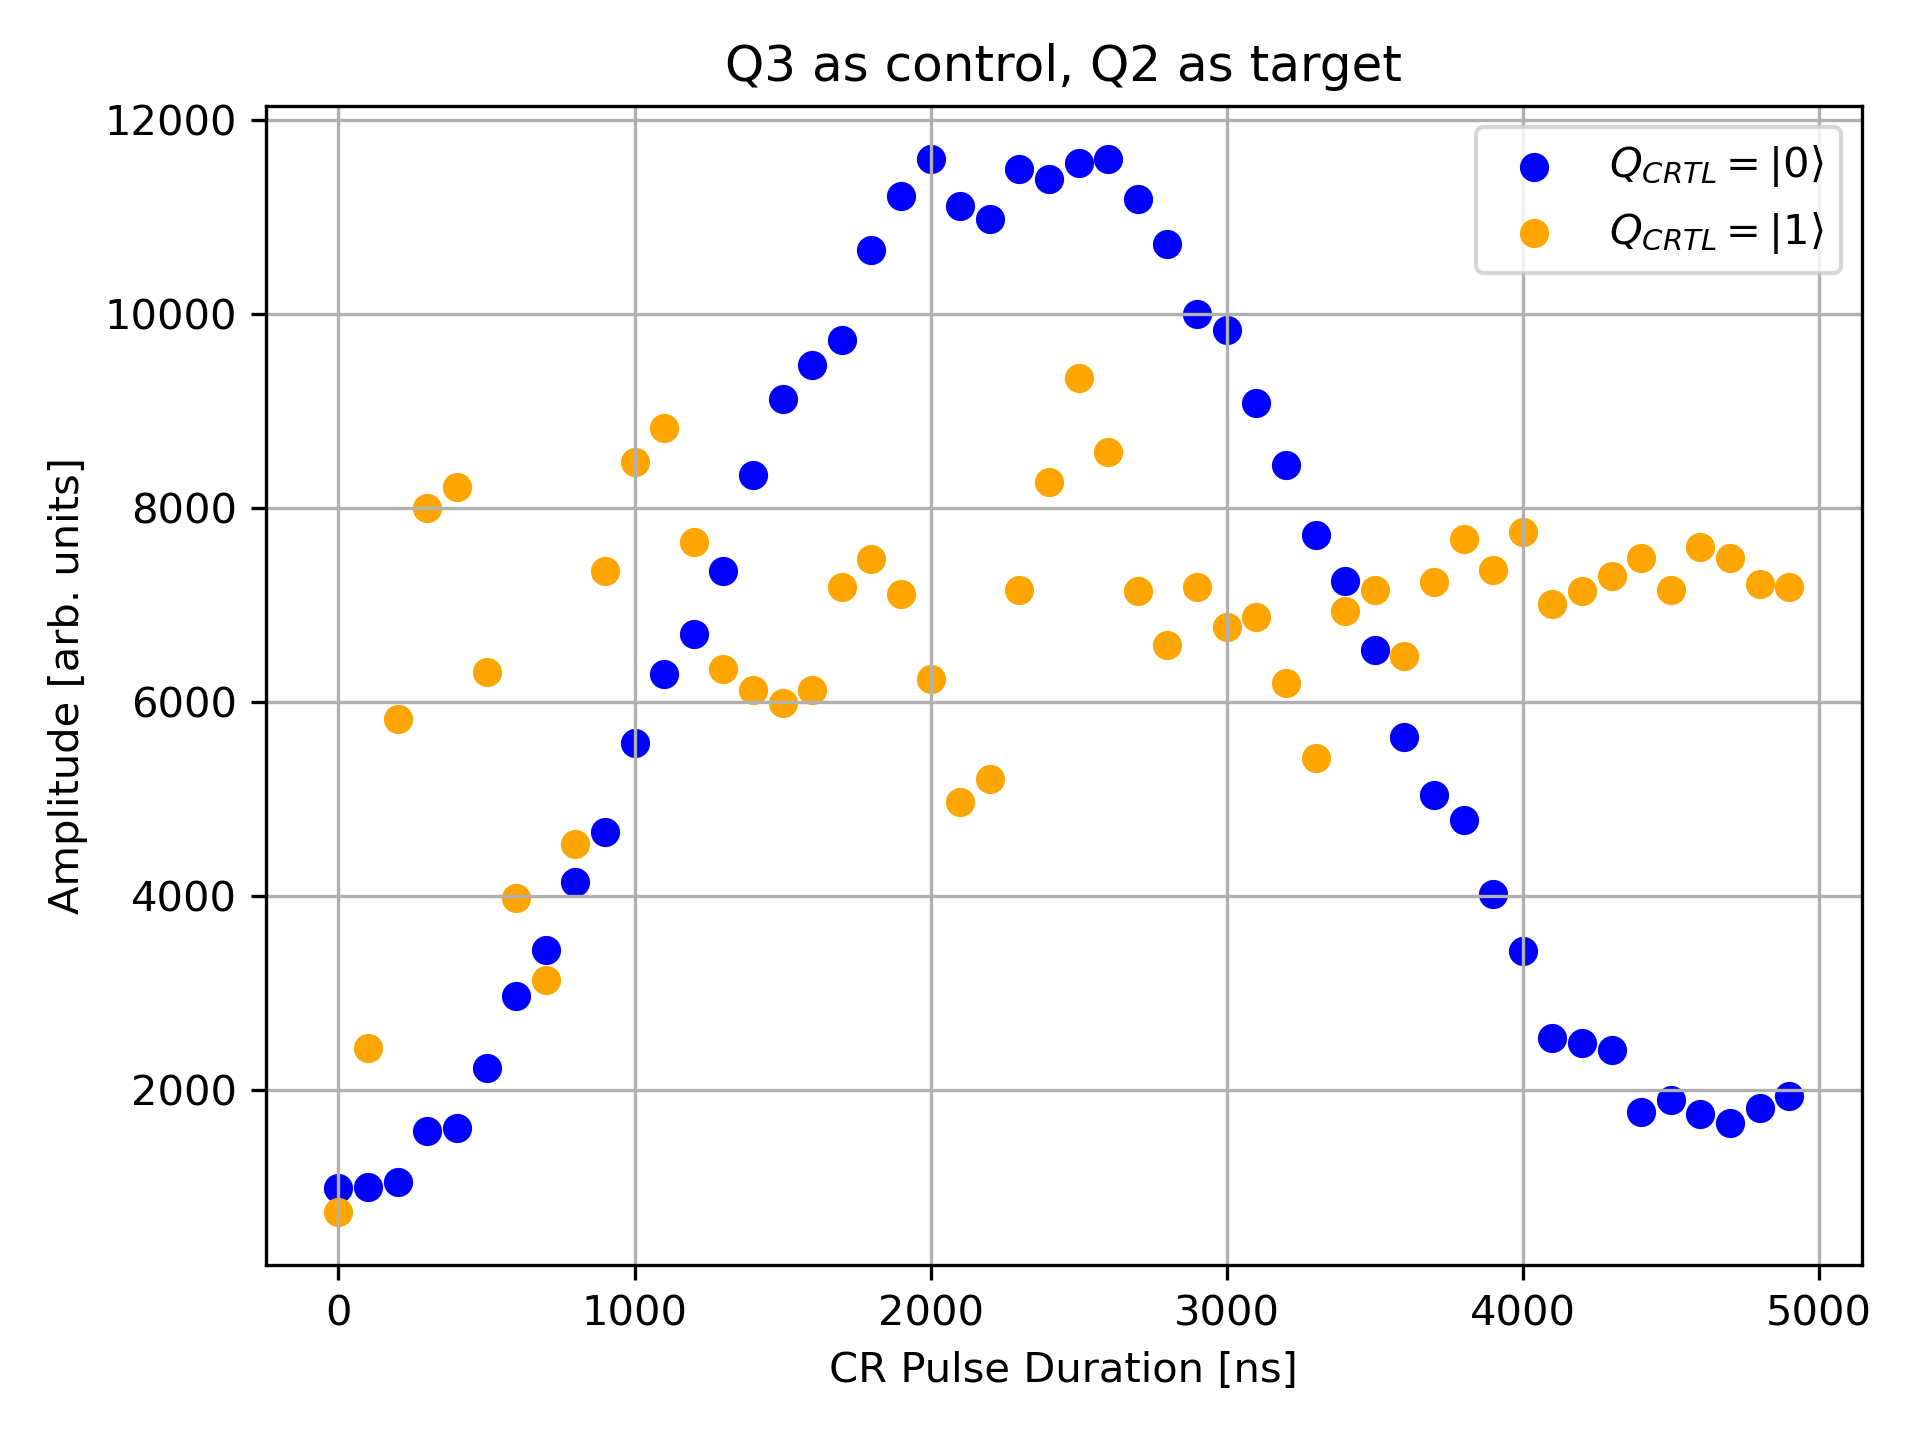 Q3 as control, Q2 as target
12000
10000
8000
6000
4000
2000
Amplitude [arb. units]
Q_CRTL = |0⟩
Q_CRTL = |1⟩
0 1000 2000 3000 4000 5000
CR Pulse Duration [ns]